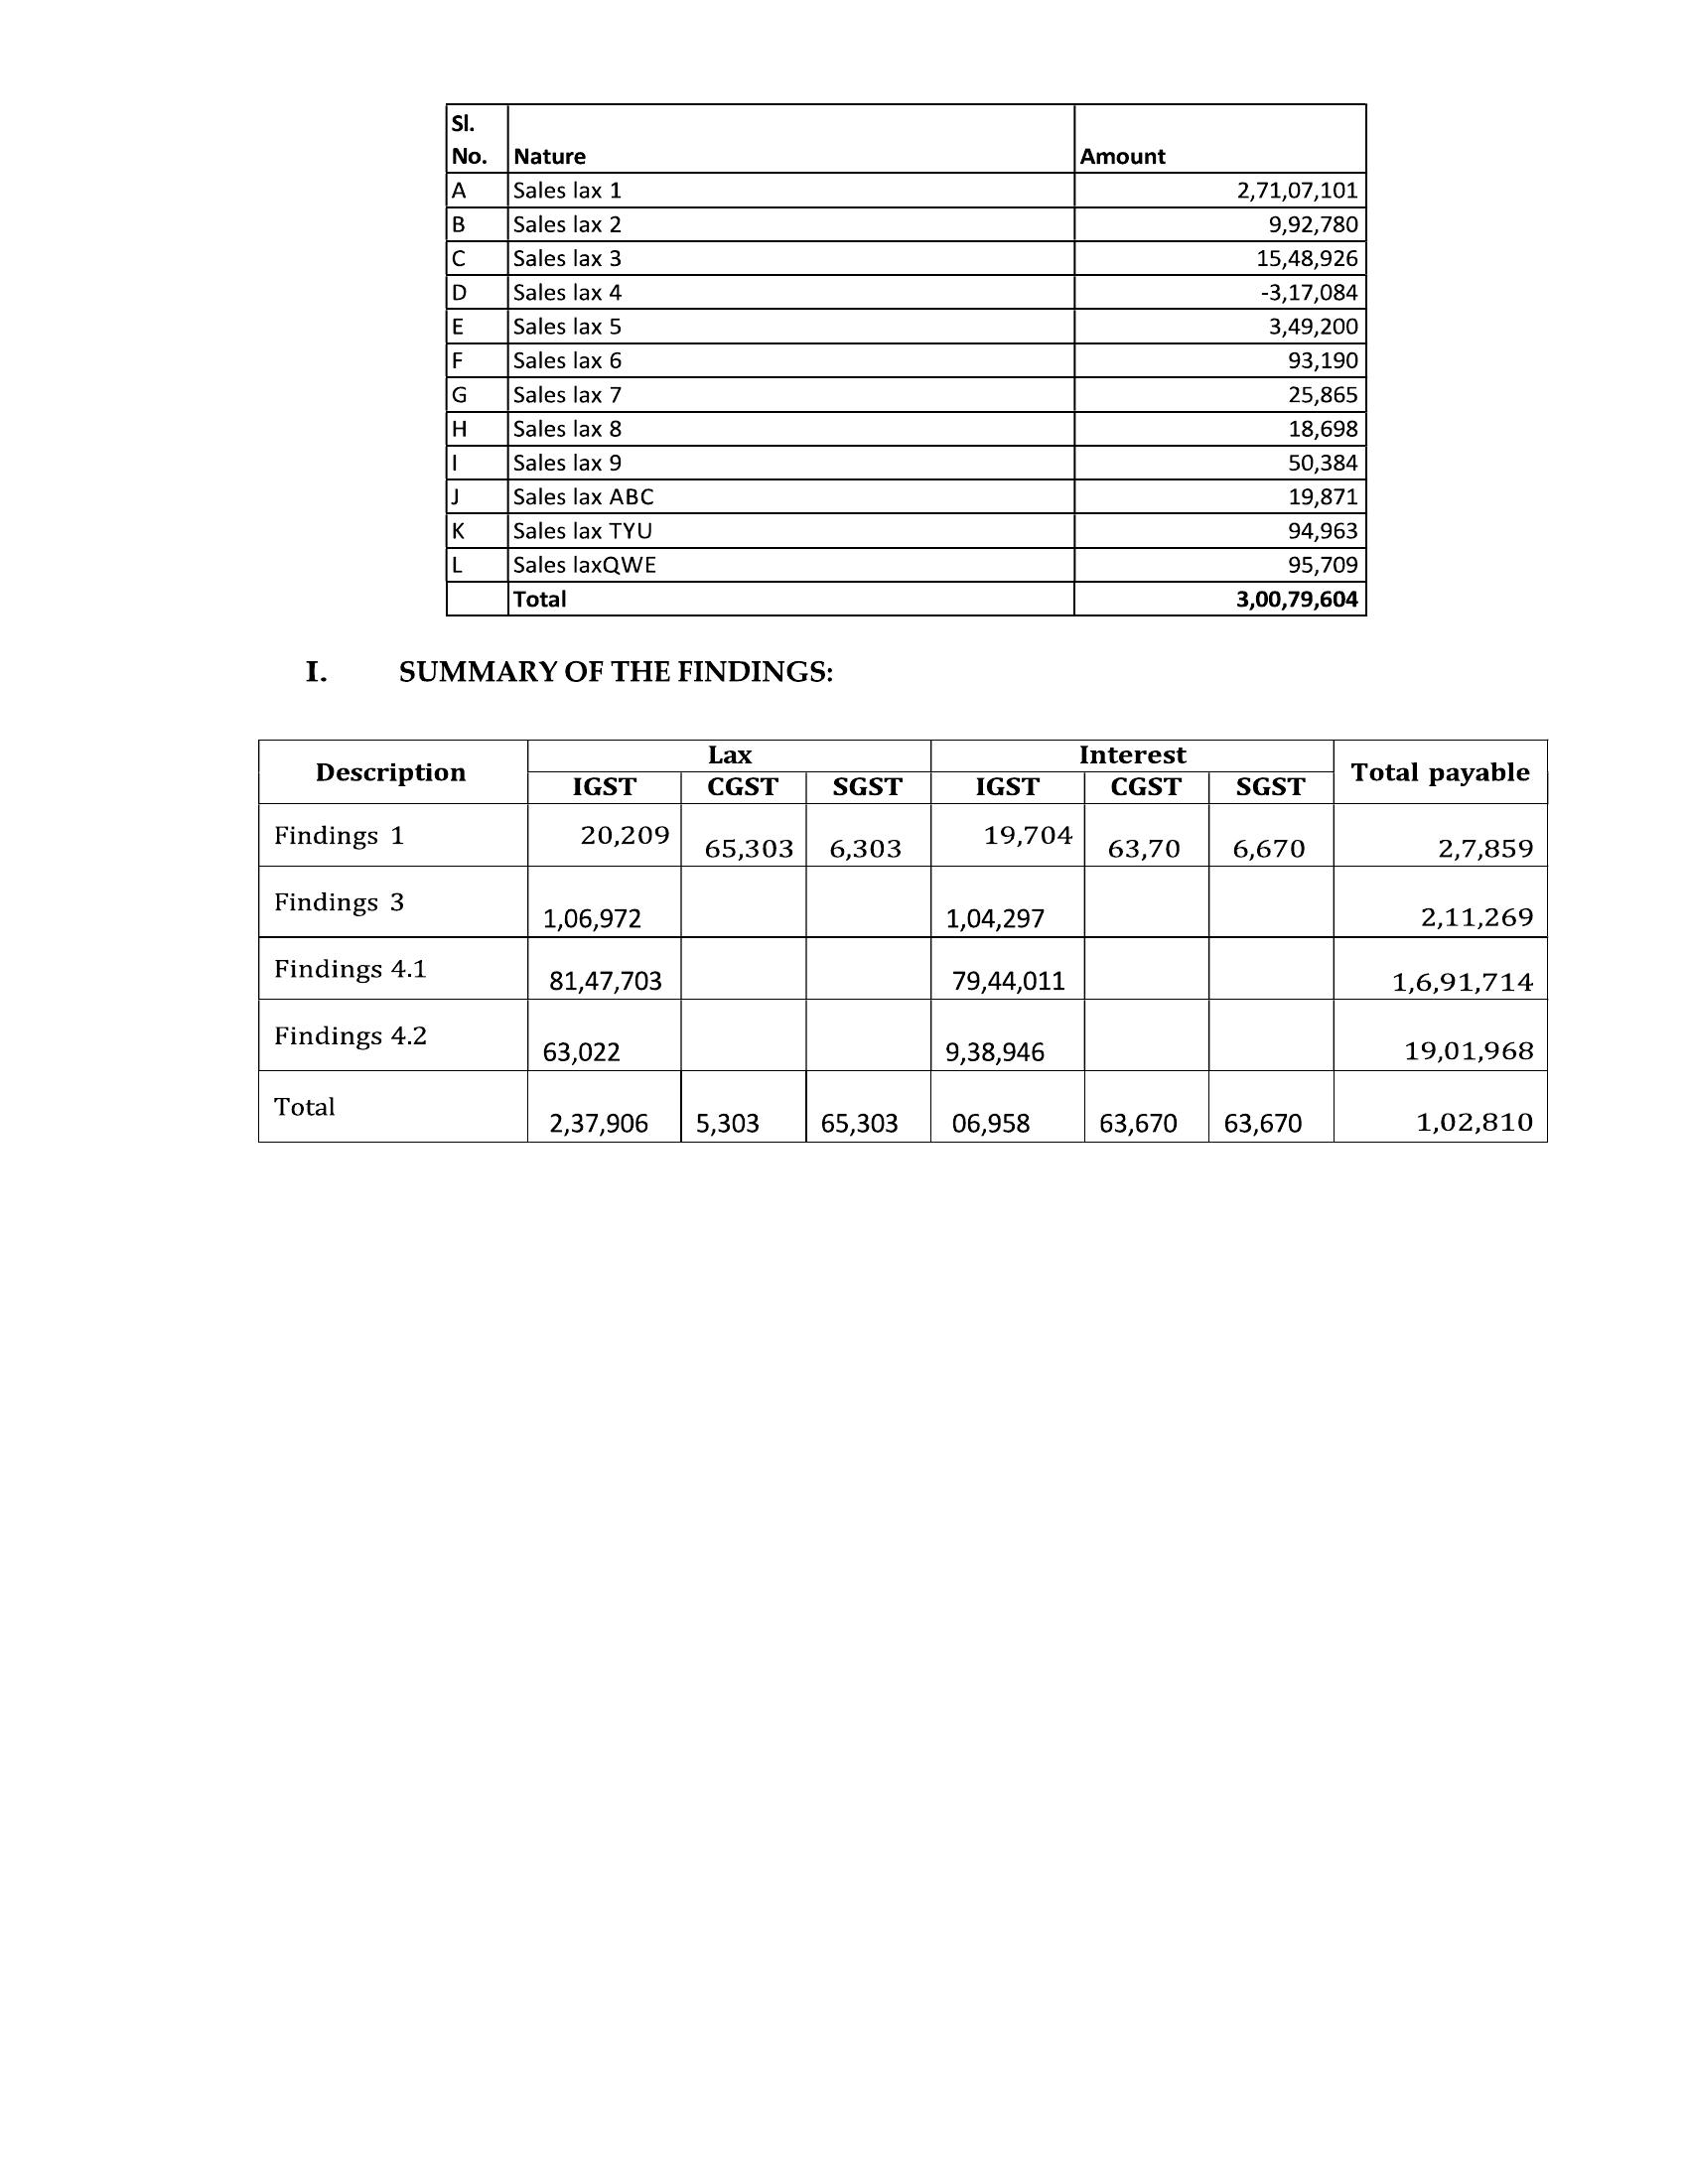 Sl.
No. Nature Amount
A Sales lax 1 2,71,07,101
B Sales lax 2 9,92,780
C Sales lax 3 15,48,926
D Sales lax 4 -3,17,084
E Sales lax 5 3,49,200
F Sales lax 6 93,190
G Sales lax 7 25,865
H Sales lax 8 18,698
I Sales lax 9 50,384
J Sales lax ABC 19,871
K Sales lax TYU 94,963
L Sales laxQWE 95,709
Total 3,00,79,604
I. SUMMARY OF THE FINDINGS:
Description Lax Interest Total payable
IGST CGST SGST IGST CGST SGST
Findings 1 20,209 65,303 6,303 19,704 63,70 6,670 2,7,859
Findings 3 1,06,972 1,04,297 2,11,269
Findings 4.1 81,47,703 79,44,011 1,6,91,714
Findings 4.2 63,022 9,38,946 19,01,968
Total 2,37,906 5,303 65,303 06,958 63,670 63,670 1,02,810